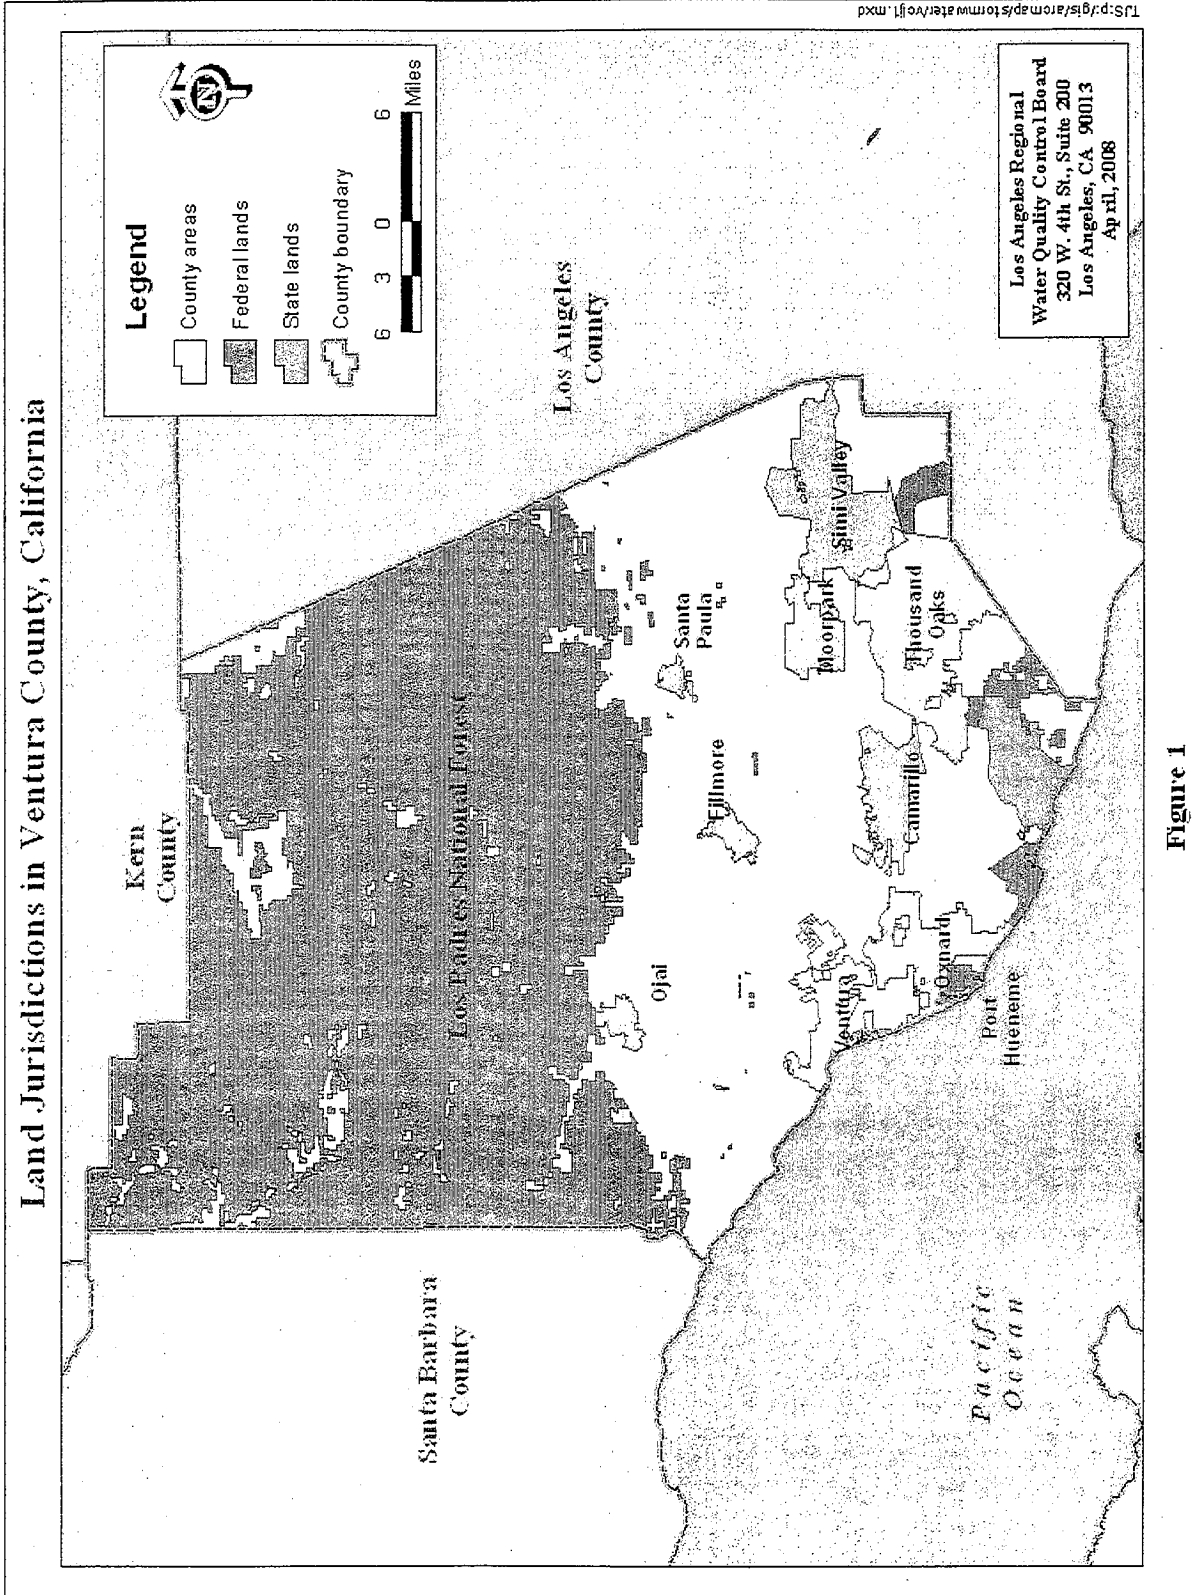 Land Jurisdictions in Ventura County, California
Legend
County areas
Federal lands
State lands
County boundary
6 3 0 6
Miles
N
Kern
County
Los Angeles
County
Santa Barbara
County
Los Padres National Forest
Ojai
Fillmore
Santa
Paula
Ventura
Oxnard
Port
Hueneme
Camarillo
Moorpark
Simi Valley
Thousand
Oaks
Pacific
Ocean
Los Angeles Regional
Water Quality Control Board
320 W. 4th St., Suite 200
Los Angeles, CA 90013
April, 2008
TJS:p:/gis/arcmap/stormwater/vcljl.mxd
Figure 1